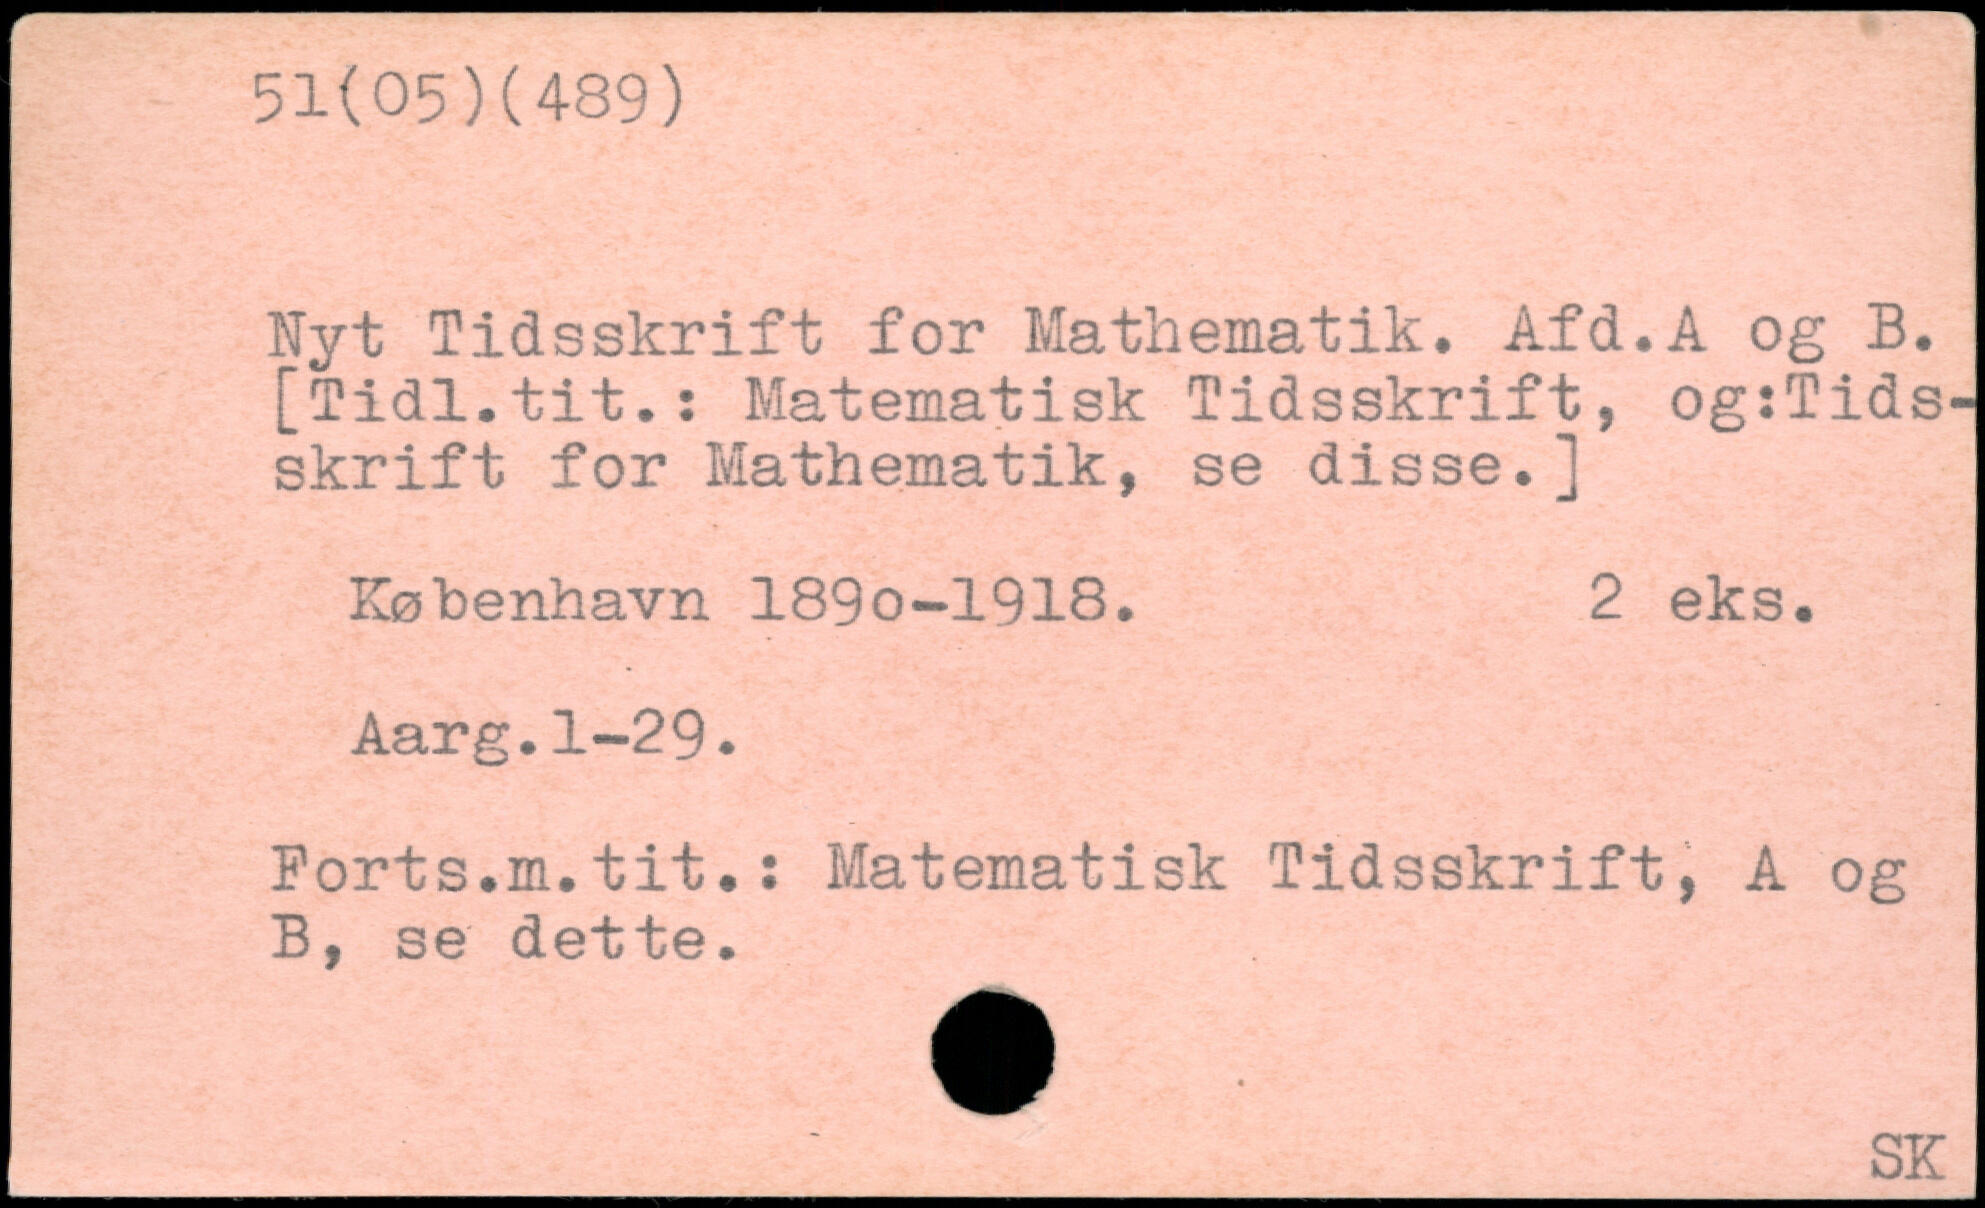 51(05)(489)
Nyt Tidsskrift for Mathematik. Afd.A og B.
[Tidl.tit.: Matematisk Tidsskrift, og:Tids-
skrift for Mathematik, se disse.]
København 189o-1918. 2 eks.
Aarg.1-29.
Forts.m.tit.: Matematisk Tidsskrift, A og
B, se dette.
SK